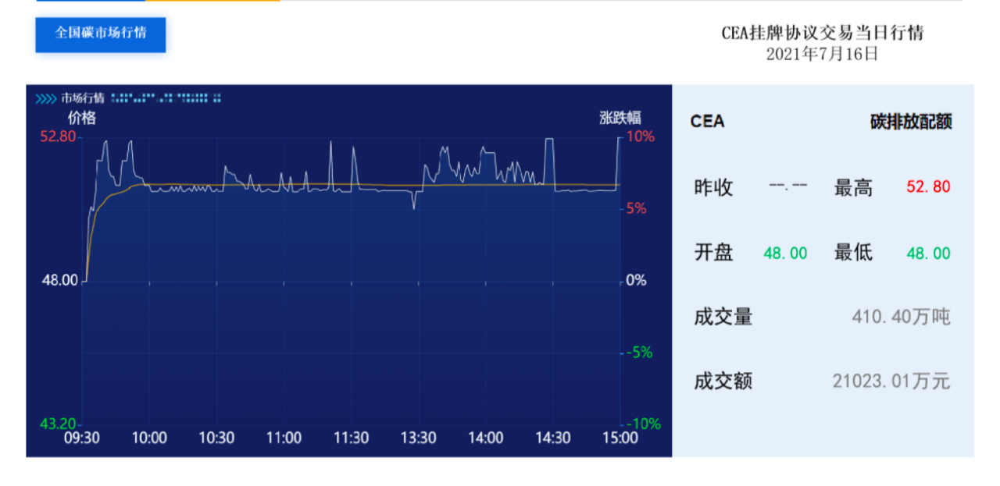 全国碳市场行情
CEA挂牌协议交易当日行情
2021年7月16日
市场行情
价格
涨跌幅
52.80
10%
5%
48.00
0%
-5%
43.20
-10%
09:30 10:00 10:30 11:00 11:30 13:30 14:00 14:30 15:00
CEA 碳排放配额
昨收 --.-- 最高 52.80
开盘 48.00 最低 48.00
成交量 410.40万吨
成交额 21023.01万元